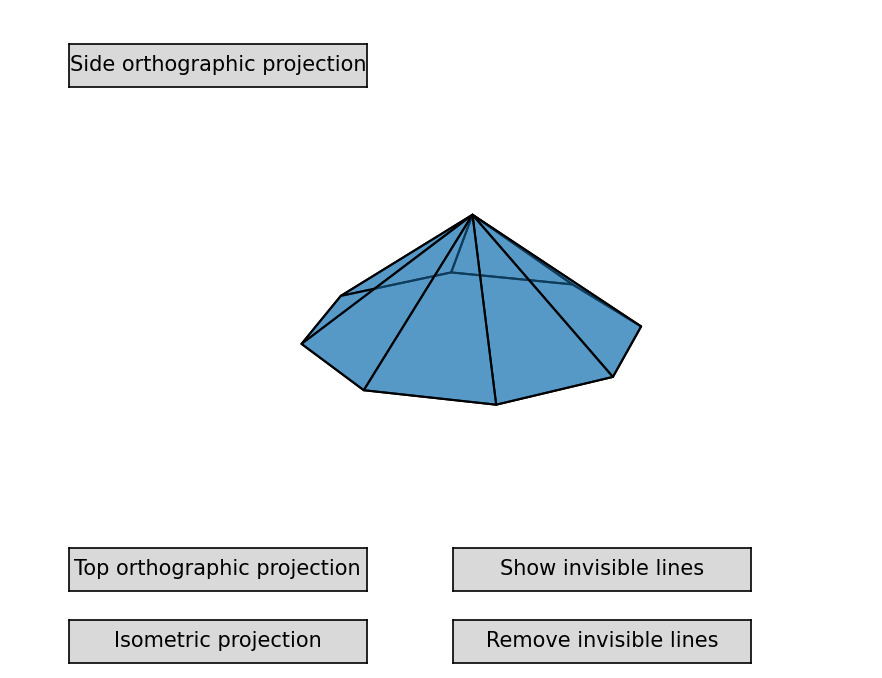 Side orthographic projection
Top orthographic projection
Show invisible lines
Isometric projection
Remove invisible lines